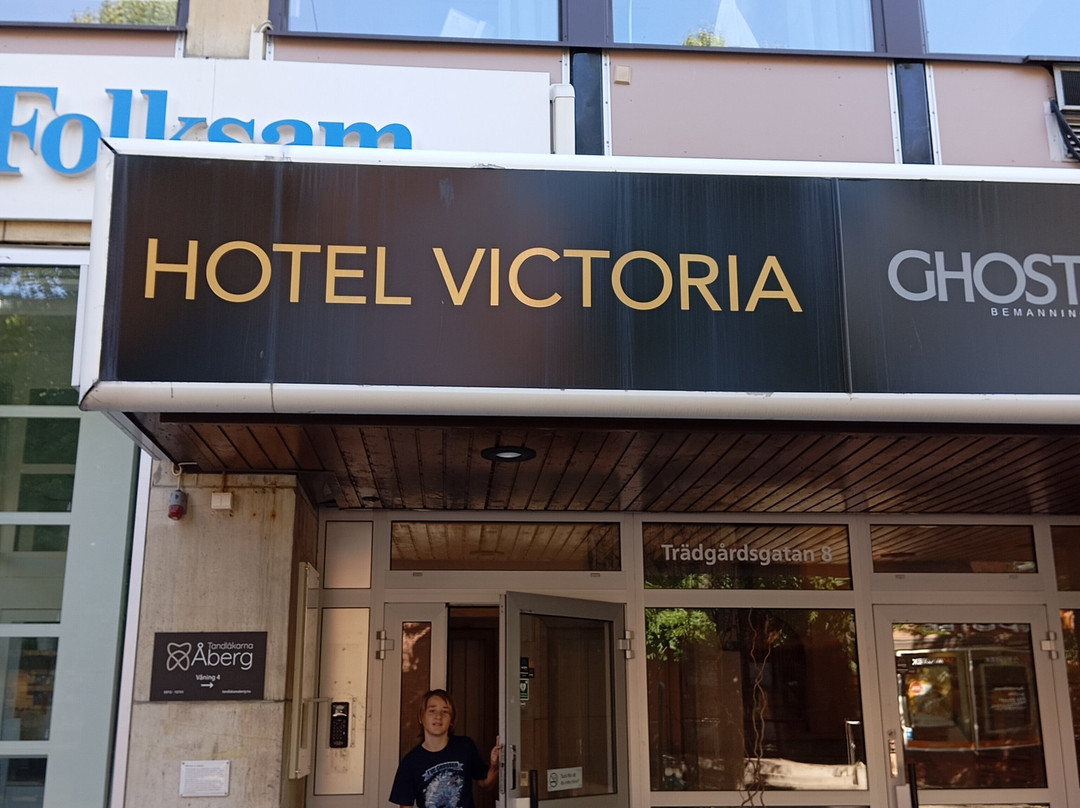 Folksam
HOTEL VICTORIA
GHOST
BEMANNIN
Trädgårdsgatan 8
Tandläkarna
Åberg
Våning 4